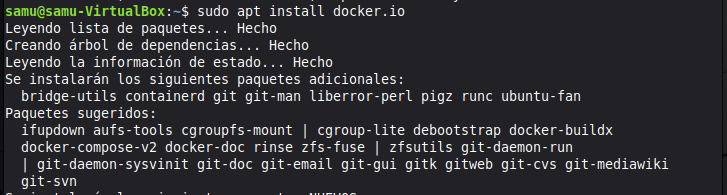 samu@samu-VirtualBox:~$ sudo apt install docker.io
Leyendo lista de paquetes... Hecho
Creando árbol de dependencias... Hecho
Leyendo la información de estado... Hecho
Se instalarán los siguientes paquetes adicionales:
bridge-utils containerd git git-man liberror-perl pigz runc ubuntu-fan
Paquetes sugeridos:
ifupdown aufs-tools cgroupfs-mount | cgroup-lite debootstrap docker-buildx
docker-compose-v2 docker-doc rinse zfs-fuse | zfsutils git-daemon-run
| git-daemon-sysvinit git-doc git-email git-gui gitk gitweb git-cvs git-mediawiki
git-svn